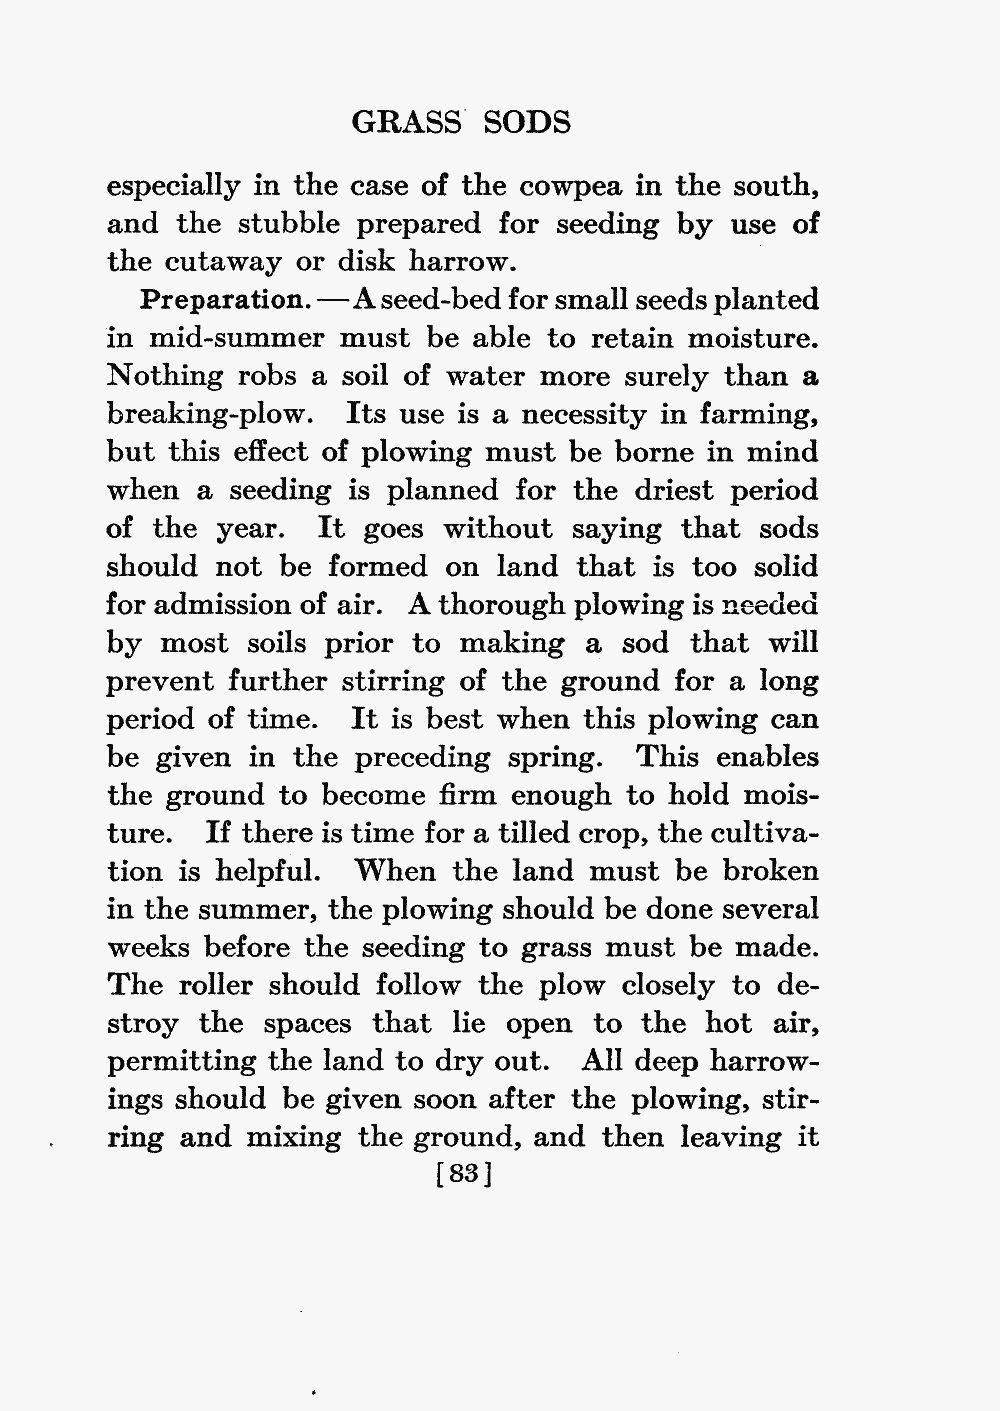 GRASS SODS
especially in the case of the cowpea in the south,
and the stubble prepared for seeding by use of
the cutaway or disk harrow.
Preparation. — A seed-bed for small seeds planted
in mid-summer must be able to retain moisture.
Nothing robs a soil of water more surely than a
breaking-plow. Its use is a necessity in farming,
but this effect of plowing must be borne in mind
when a seeding is planned for the driest period
of the year. It goes without saying that sods
should not be formed on land that is too solid
for admission of air. A thorough plowing is needed
by most soils prior to making a sod that will
prevent further stirring of the ground for a long
period of time. It is best when this plowing can
be given in the preceding spring. This enables
the ground to become firm enough to hold mois-
ture. If there is time for a tilled crop, the cultiva-
tion is helpful. When the land must be broken
in the summer, the plowing should be done several
weeks before the seeding to grass must be made.
The roller should follow the plow closely to de-
stroy the spaces that lie open to the hot air,
permitting the land to dry out. All deep harrow-
ings should be given soon after the plowing, stir-
ring and mixing the ground, and then leaving it
[83]